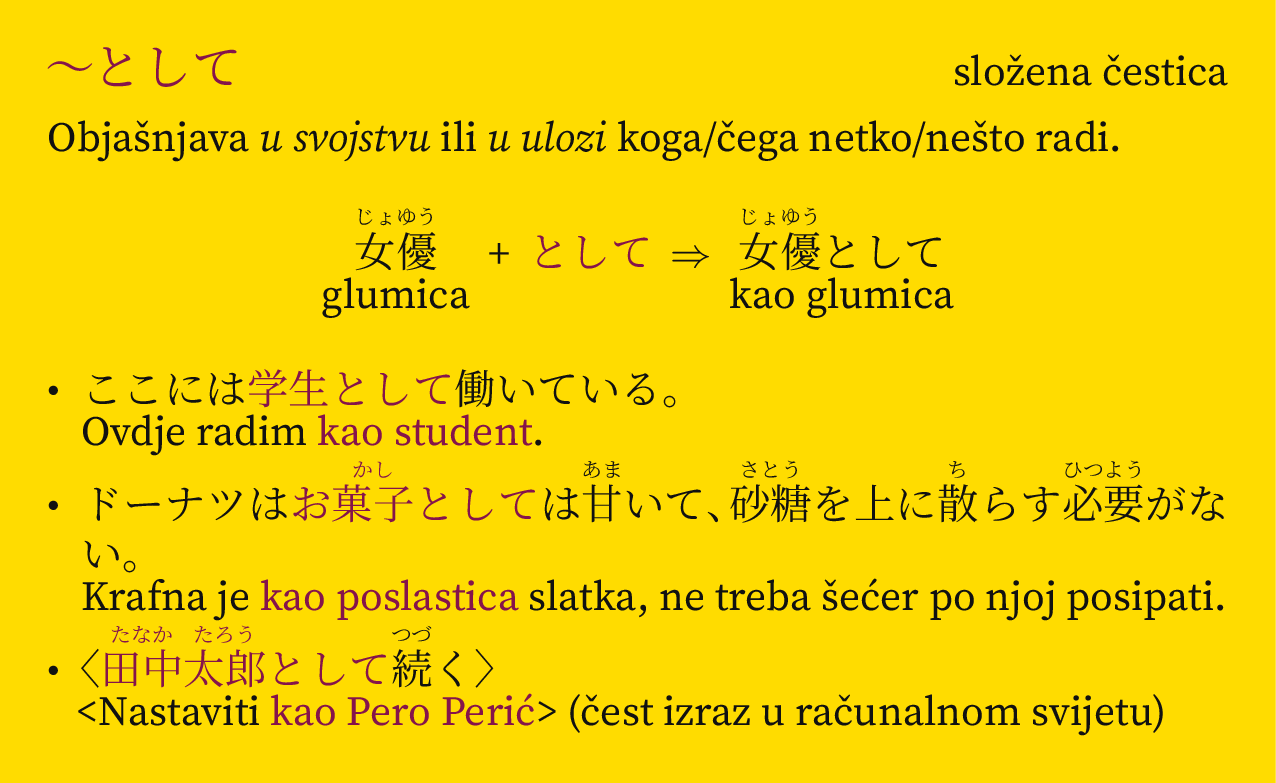 ～として
složena čestica
Objašnjava u svojstvu ili u ulozi koga/čega netko/nešto radi.
じょゆう じょゆう
女優 + として ⇒ 女優として
glumica kao glumica
• ここには学生として働いている。
Ovdje radim kao student.
かし あま さとう ち ひつよう
• ドーナツはお菓子としては甘いて、砂糖を上に散らす必要がな
い。
Krafna je kao poslastica slatka, ne treba šećer po njoj posipati.
たなか たろう つづ
• 〈田中太郎として続く〉
<Nastaviti kao Pero Perić> (čest izraz u računalnom svijetu)